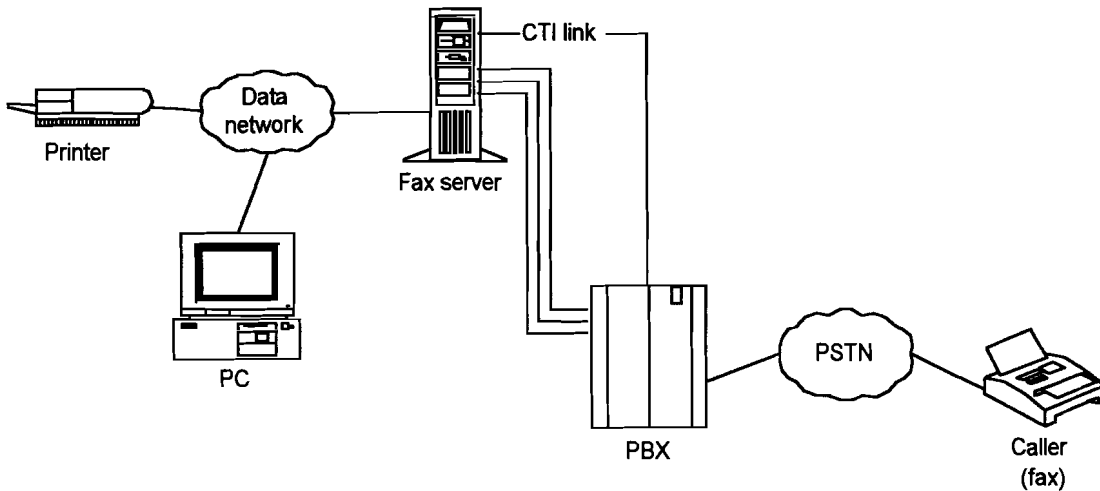 CTI link
Data
network
Printer
Fax server
PC
PSTN
PBX
Caller
(fax)